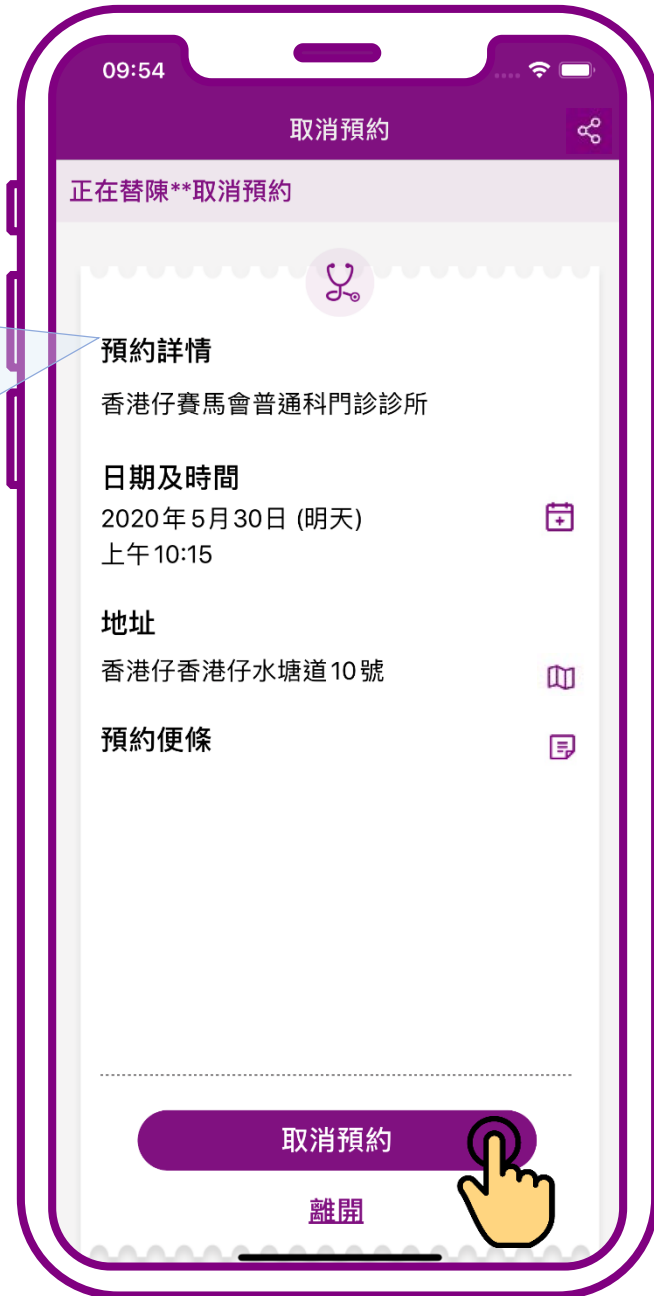 09:54
取消預約
正在替陳**取消預約
預約詳情
香港仔賽馬會普通科門診診所
日期及時間
2020年5月30日 (明天)
上午10:15
地址
香港仔香港仔水塘道10號
預約便條
取消預約
離開